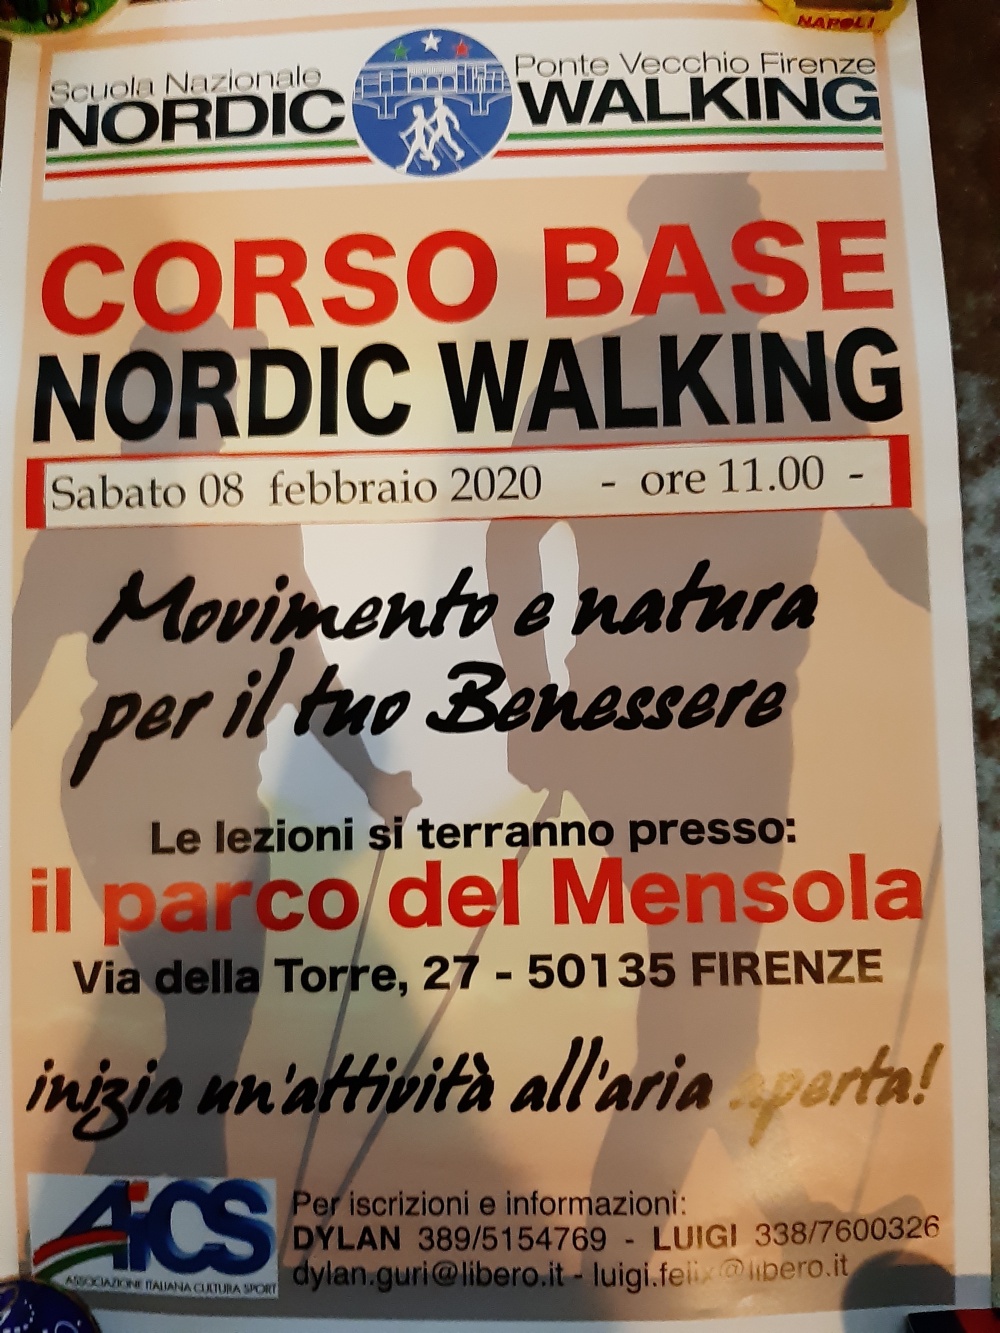 NAPOLI
Scuola Nazionale
NORDIC
Ponte Vecchio Firenze
WALKING
CORSO BASE
NORDIC WALKING
Sabato 08 febbraio 2020 - ore 11.00 -
Movimento e natura
per il tuo Benessere
Le lezioni si terranno presso:
il parco del Mensola
Via della Torre, 27 - 50135 FIRENZE
inizia un'attività all'aria aperta!
AiCS
ASSOCIAZIONE ITALIANA CULTURA SPORT
Per iscrizioni e informazioni:
DYLAN 389/5154769 - LUIGI 338/7600326
dylan.guri@libero.it - luigi.felix@libero.it